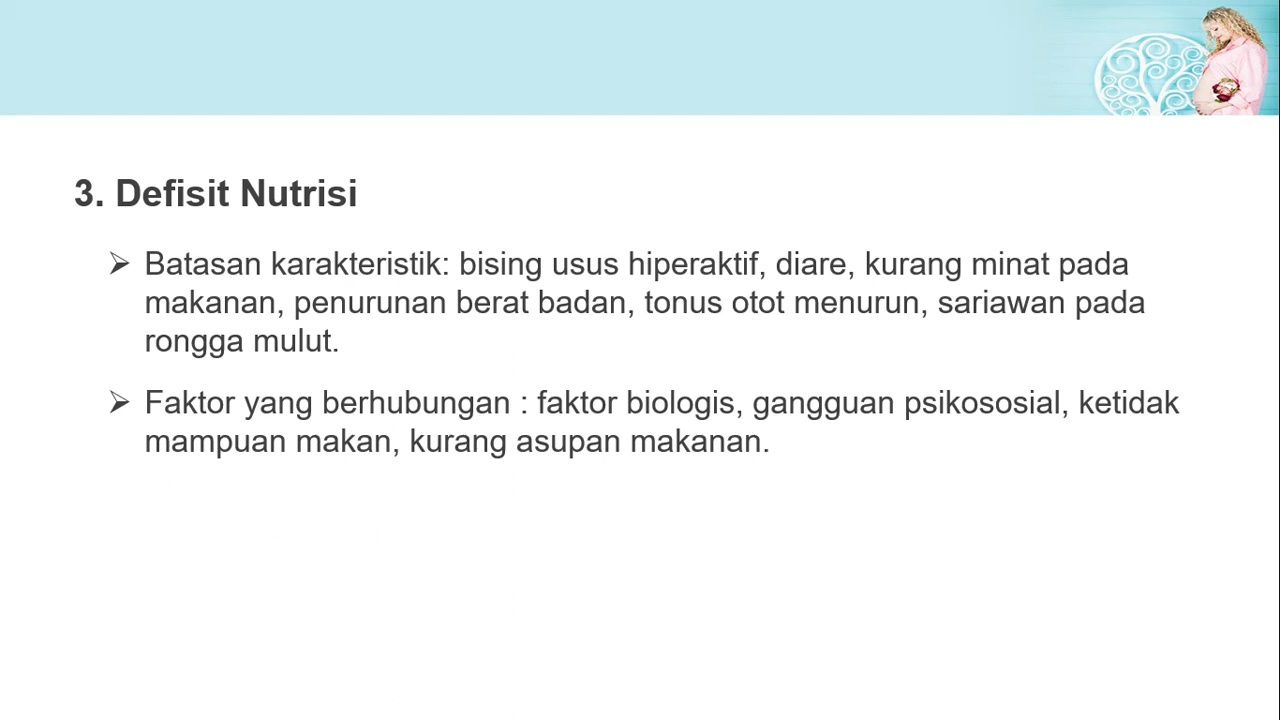 3. Defisit Nutrisi
➢ Batasan karakteristik: bising usus hiperaktif, diare, kurang minat pada
makanan, penurunan berat badan, tonus otot menurun, sariawan pada
rongga mulut.
➢ Faktor yang berhubungan : faktor biologis, gangguan psikososial, ketidak
mampuan makan, kurang asupan makanan.